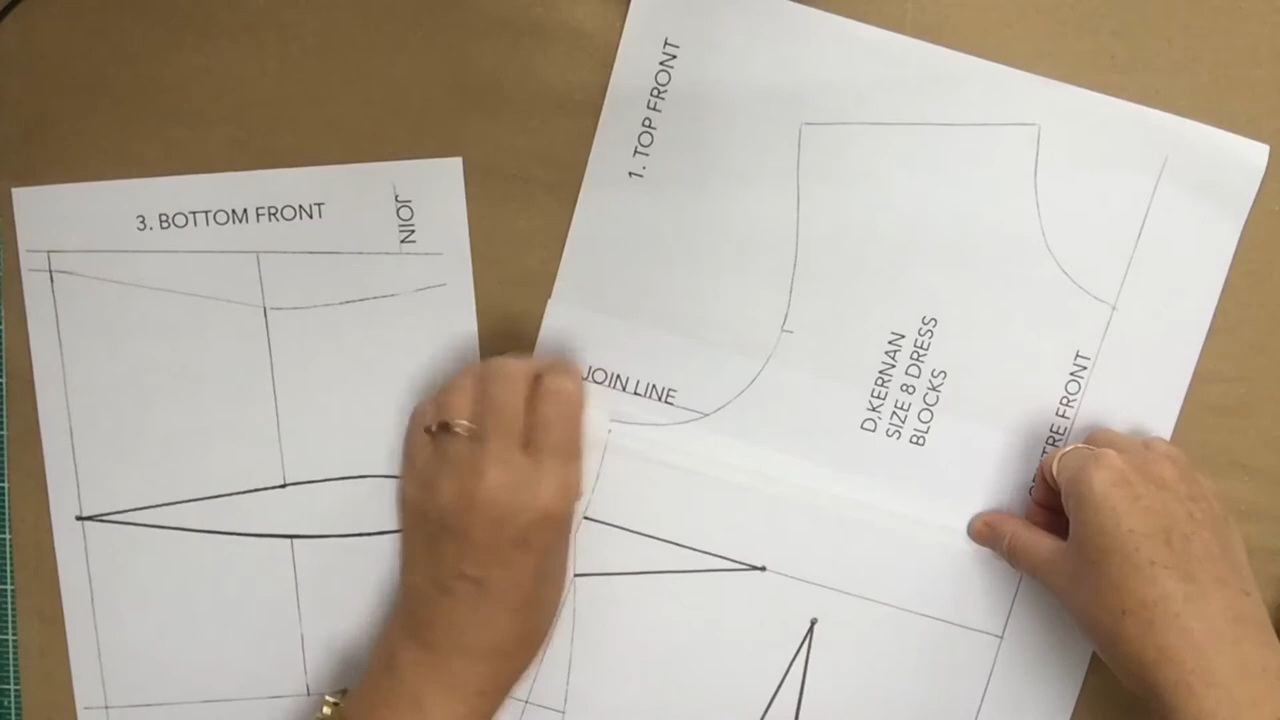 3. BOTTOM FRONT
JOIN
1. TOP FRONT
JOIN LINE
D,KERNAN
SIZE 8 DRESS
BLOCKS
CENTRE FRONT